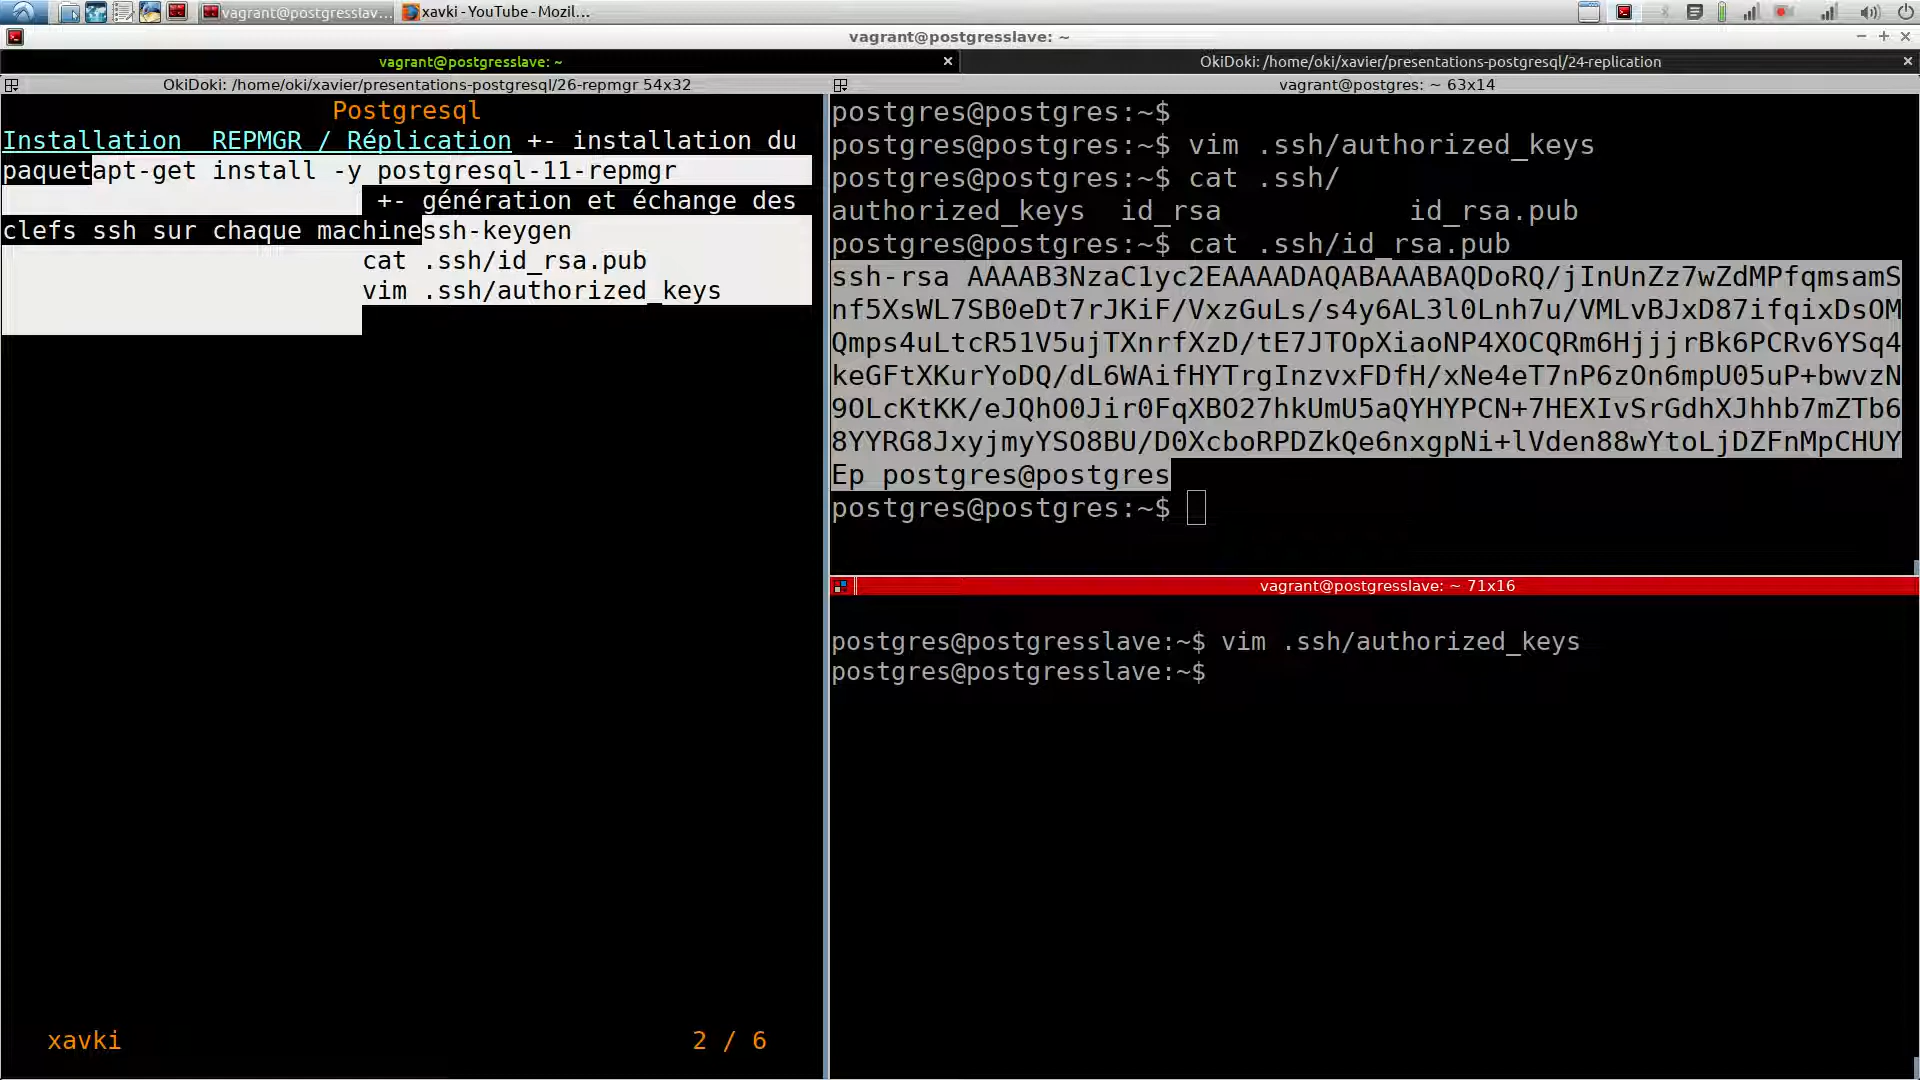 vagrant@postgresslav...
xavki - YouTube - Mozil...
vagrant@postgresslave: ~
vagrant@postgresslave: ~
OkiDoki: /home/oki/xavier/presentations-postgresql/24-replication
OkiDoki: /home/oki/xavier/presentations-postgresql/26-repmgr 54x32
Postgresql
Installation  REPMGR / Réplication +- installation du
paquetapt-get install -y postgresql-11-repmgr
+- génération et échange des
clefs ssh sur chaque machinessh-keygen
cat .ssh/id_rsa.pub
vim .ssh/authorized_keys
xavki
2 / 6
vagrant@postgres: ~ 63x14
postgres@postgres:~$
postgres@postgres:~$ vim .ssh/authorized_keys
postgres@postgres:~$ cat .ssh/
authorized_keys  id_rsa           id_rsa.pub
postgres@postgres:~$ cat .ssh/id_rsa.pub
ssh-rsa AAAAB3NzaC1yc2EAAAADAQABAAABAQDoRQ/jInUnZz7wZdMPfqmsamS
nf5XsWL7SB0eDt7rJKiF/VxzGuLs/s4y6AL3l0Lnh7u/VMLvBJxD87ifqixDsOM
Qmps4uLtcR51V5ujTXnrfXzD/tE7JTOpXiaoNP4XOCQRm6HjjjrBk6PCRv6YSq4
keGFtXKurYoDQ/dL6WAifHYTrgInzvxFDfH/xNe4eT7nP6zOn6mpU05uP+bwvzN
9OLcKtKK/eJQhO0Jir0FqXBO27hkUmU5aQYHYPCN+7HEXIvSrGdhXJhhb7mZTb6
8YYRG8JxyjmyYSO8BU/D0XcboRPDZkQe6nxgpNi+lVden88wYtoLjDZFnMpCHUY
Ep postgres@postgres
postgres@postgres:~$
vagrant@postgresslave: ~ 71x16
postgres@postgresslave:~$ vim .ssh/authorized_keys
postgres@postgresslave:~$